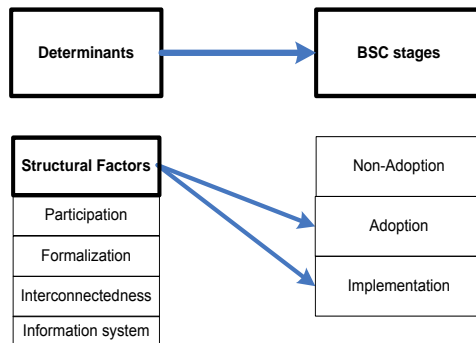 Determinants
BSC stages
Structural Factors
Participation
Formalization
Interconnectedness
Information system
Non-Adoption
Adoption
Implementation